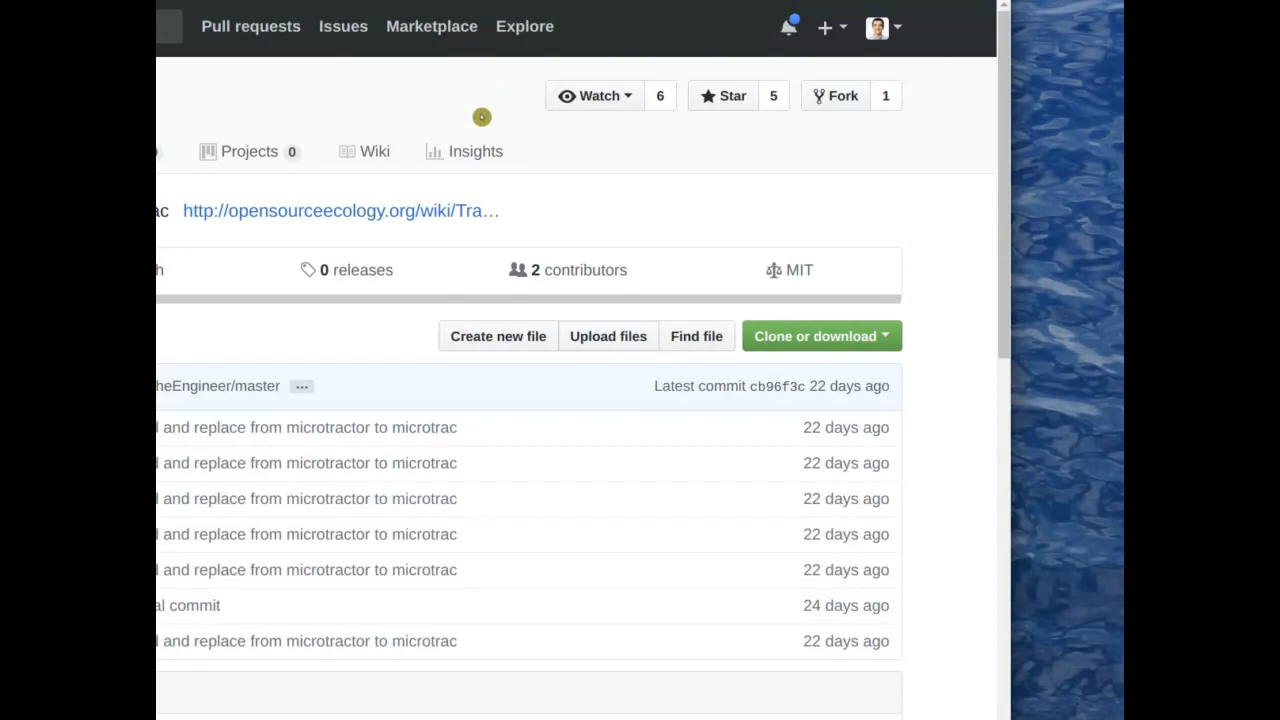 Pull requests Issues Marketplace Explore
Watch 6 Star 5 Fork 1
Projects 0 Wiki Insights
ac http://opensourceecology.org/wiki/Tra…
h 0 releases 2 contributors MIT
Create new file Upload files Find file Clone or download
heEngineer/master … Latest commit cb96f3c 22 days ago
d and replace from microtractor to microtrac 22 days ago
d and replace from microtractor to microtrac 22 days ago
d and replace from microtractor to microtrac 22 days ago
d and replace from microtractor to microtrac 22 days ago
d and replace from microtractor to microtrac 22 days ago
al commit 24 days ago
d and replace from microtractor to microtrac 22 days ago